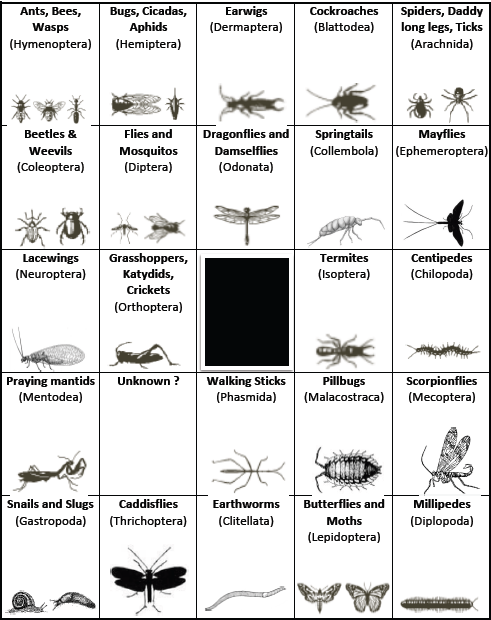 Ants, Bees,
Wasps
(Hymenoptera)
Bugs, Cicadas,
Aphids
(Hemiptera)
Earwigs
(Dermaptera)
Cockroaches
(Blattodea)
Spiders, Daddy
long legs, Ticks
(Arachnida)
Beetles &
Weevils
(Coleoptera)
Flies and
Mosquitos
(Diptera)
Dragonflies and
Damselflies
(Odonata)
Springtails
(Collembola)
Mayflies
(Ephemeroptera)
Lacewings
(Neuroptera)
Grasshoppers,
Katydids,
Crickets
(Orthoptera)
Termites
(Isoptera)
Centipedes
(Chilopoda)
Praying mantids
(Mentodea)
Unknown ?
Walking Sticks
(Phasmida)
Pillbugs
(Malacostraca)
Scorpionflies
(Mecoptera)
Snails and Slugs
(Gastropoda)
Caddisflies
(Thrichoptera)
Earthworms
(Clitellata)
Butterflies and
Moths
(Lepidoptera)
Millipedes
(Diplopoda)